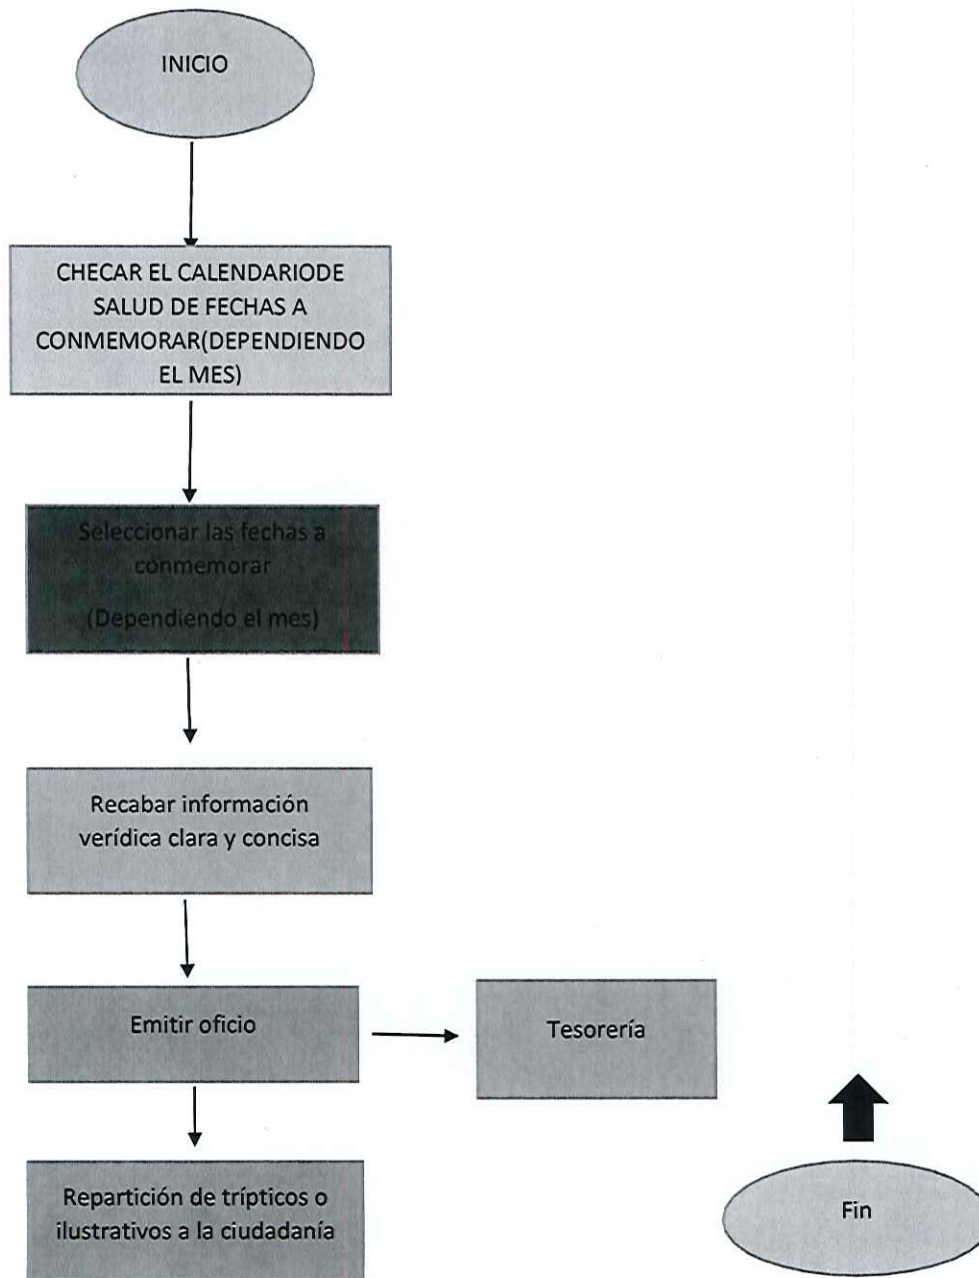 INICIO
CHECAR EL CALENDARIODE
SALUD DE FECHAS A
CONMEMORAR(DEPENDIENDO
EL MES)
Seleccionar las fechas a
conmemorar
(Dependiendo el mes)
Recabar información
verídica clara y concisa
Emitir oficio
Tesorería
Repartición de trípticos o
ilustrativos a la ciudadanía
Fin